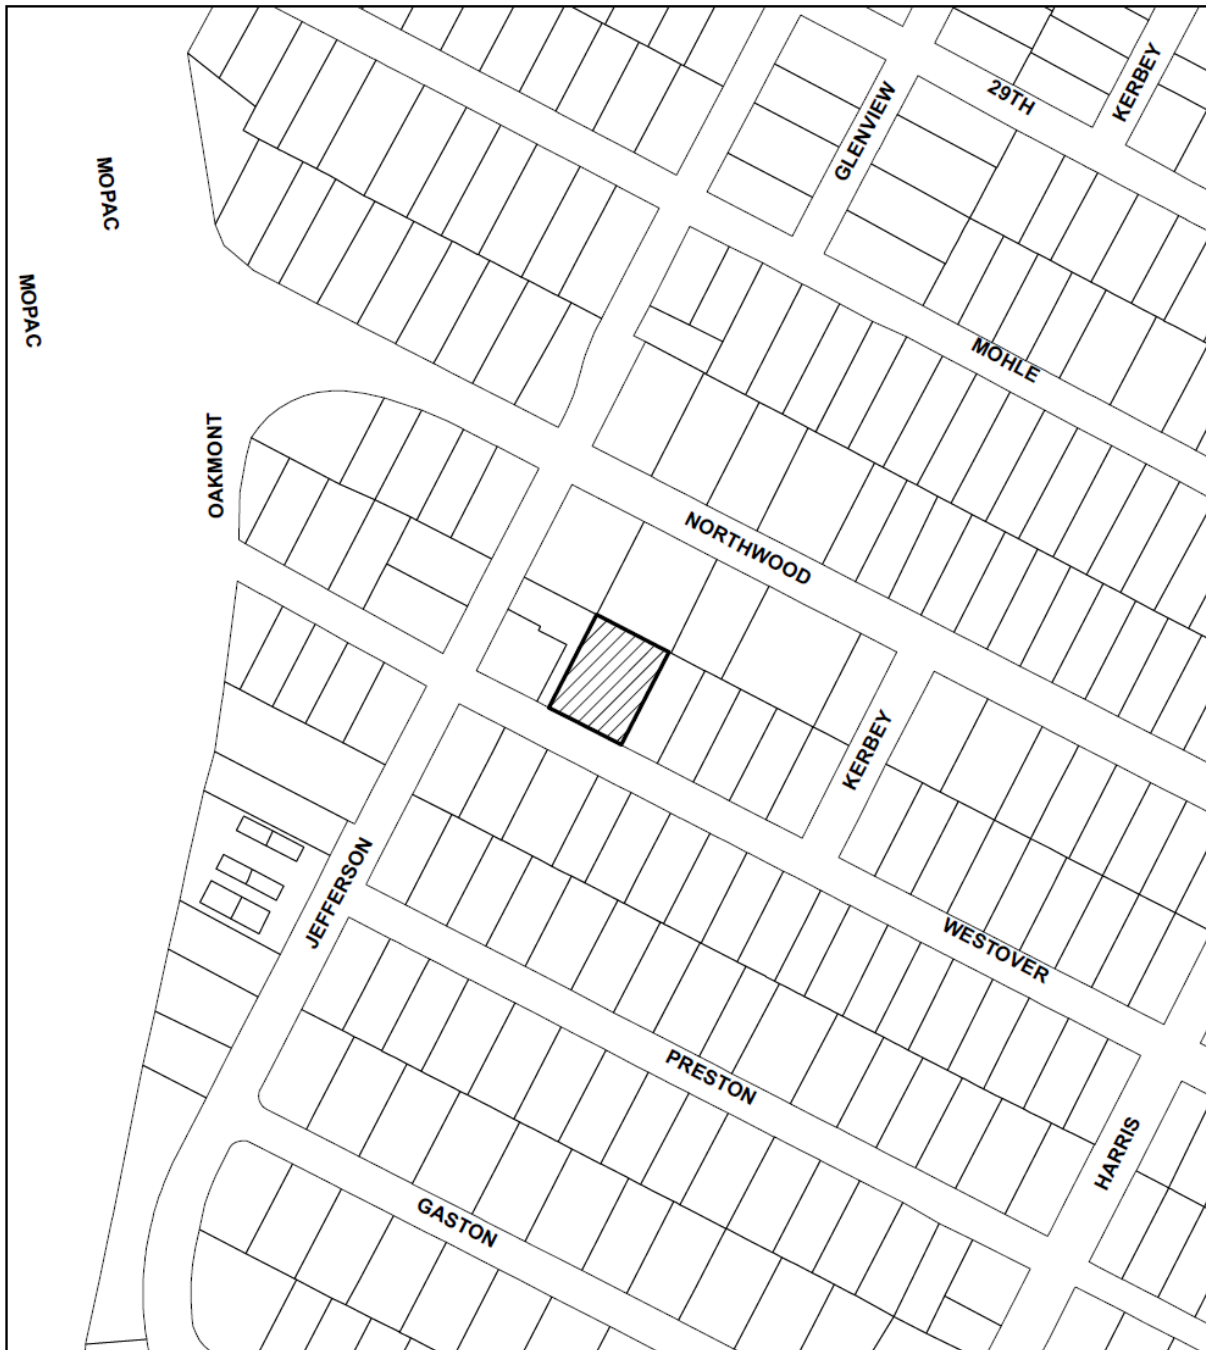 KERBEY
29TH
GLENVIEW
MOPAC
MOPAC
MOHLE
OAKMONT
NORTHWOOD
KERBEY
JEFFERSON
WESTOVER
PRESTON
HARRIS
GASTON